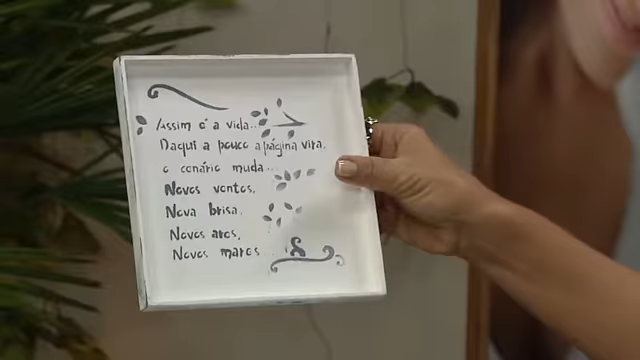 Assim é a vida...
Daqui a pouco a página vira,
o cenário muda...
Novos ventos,
Nova brisa,
Novos ares,
Novos mares